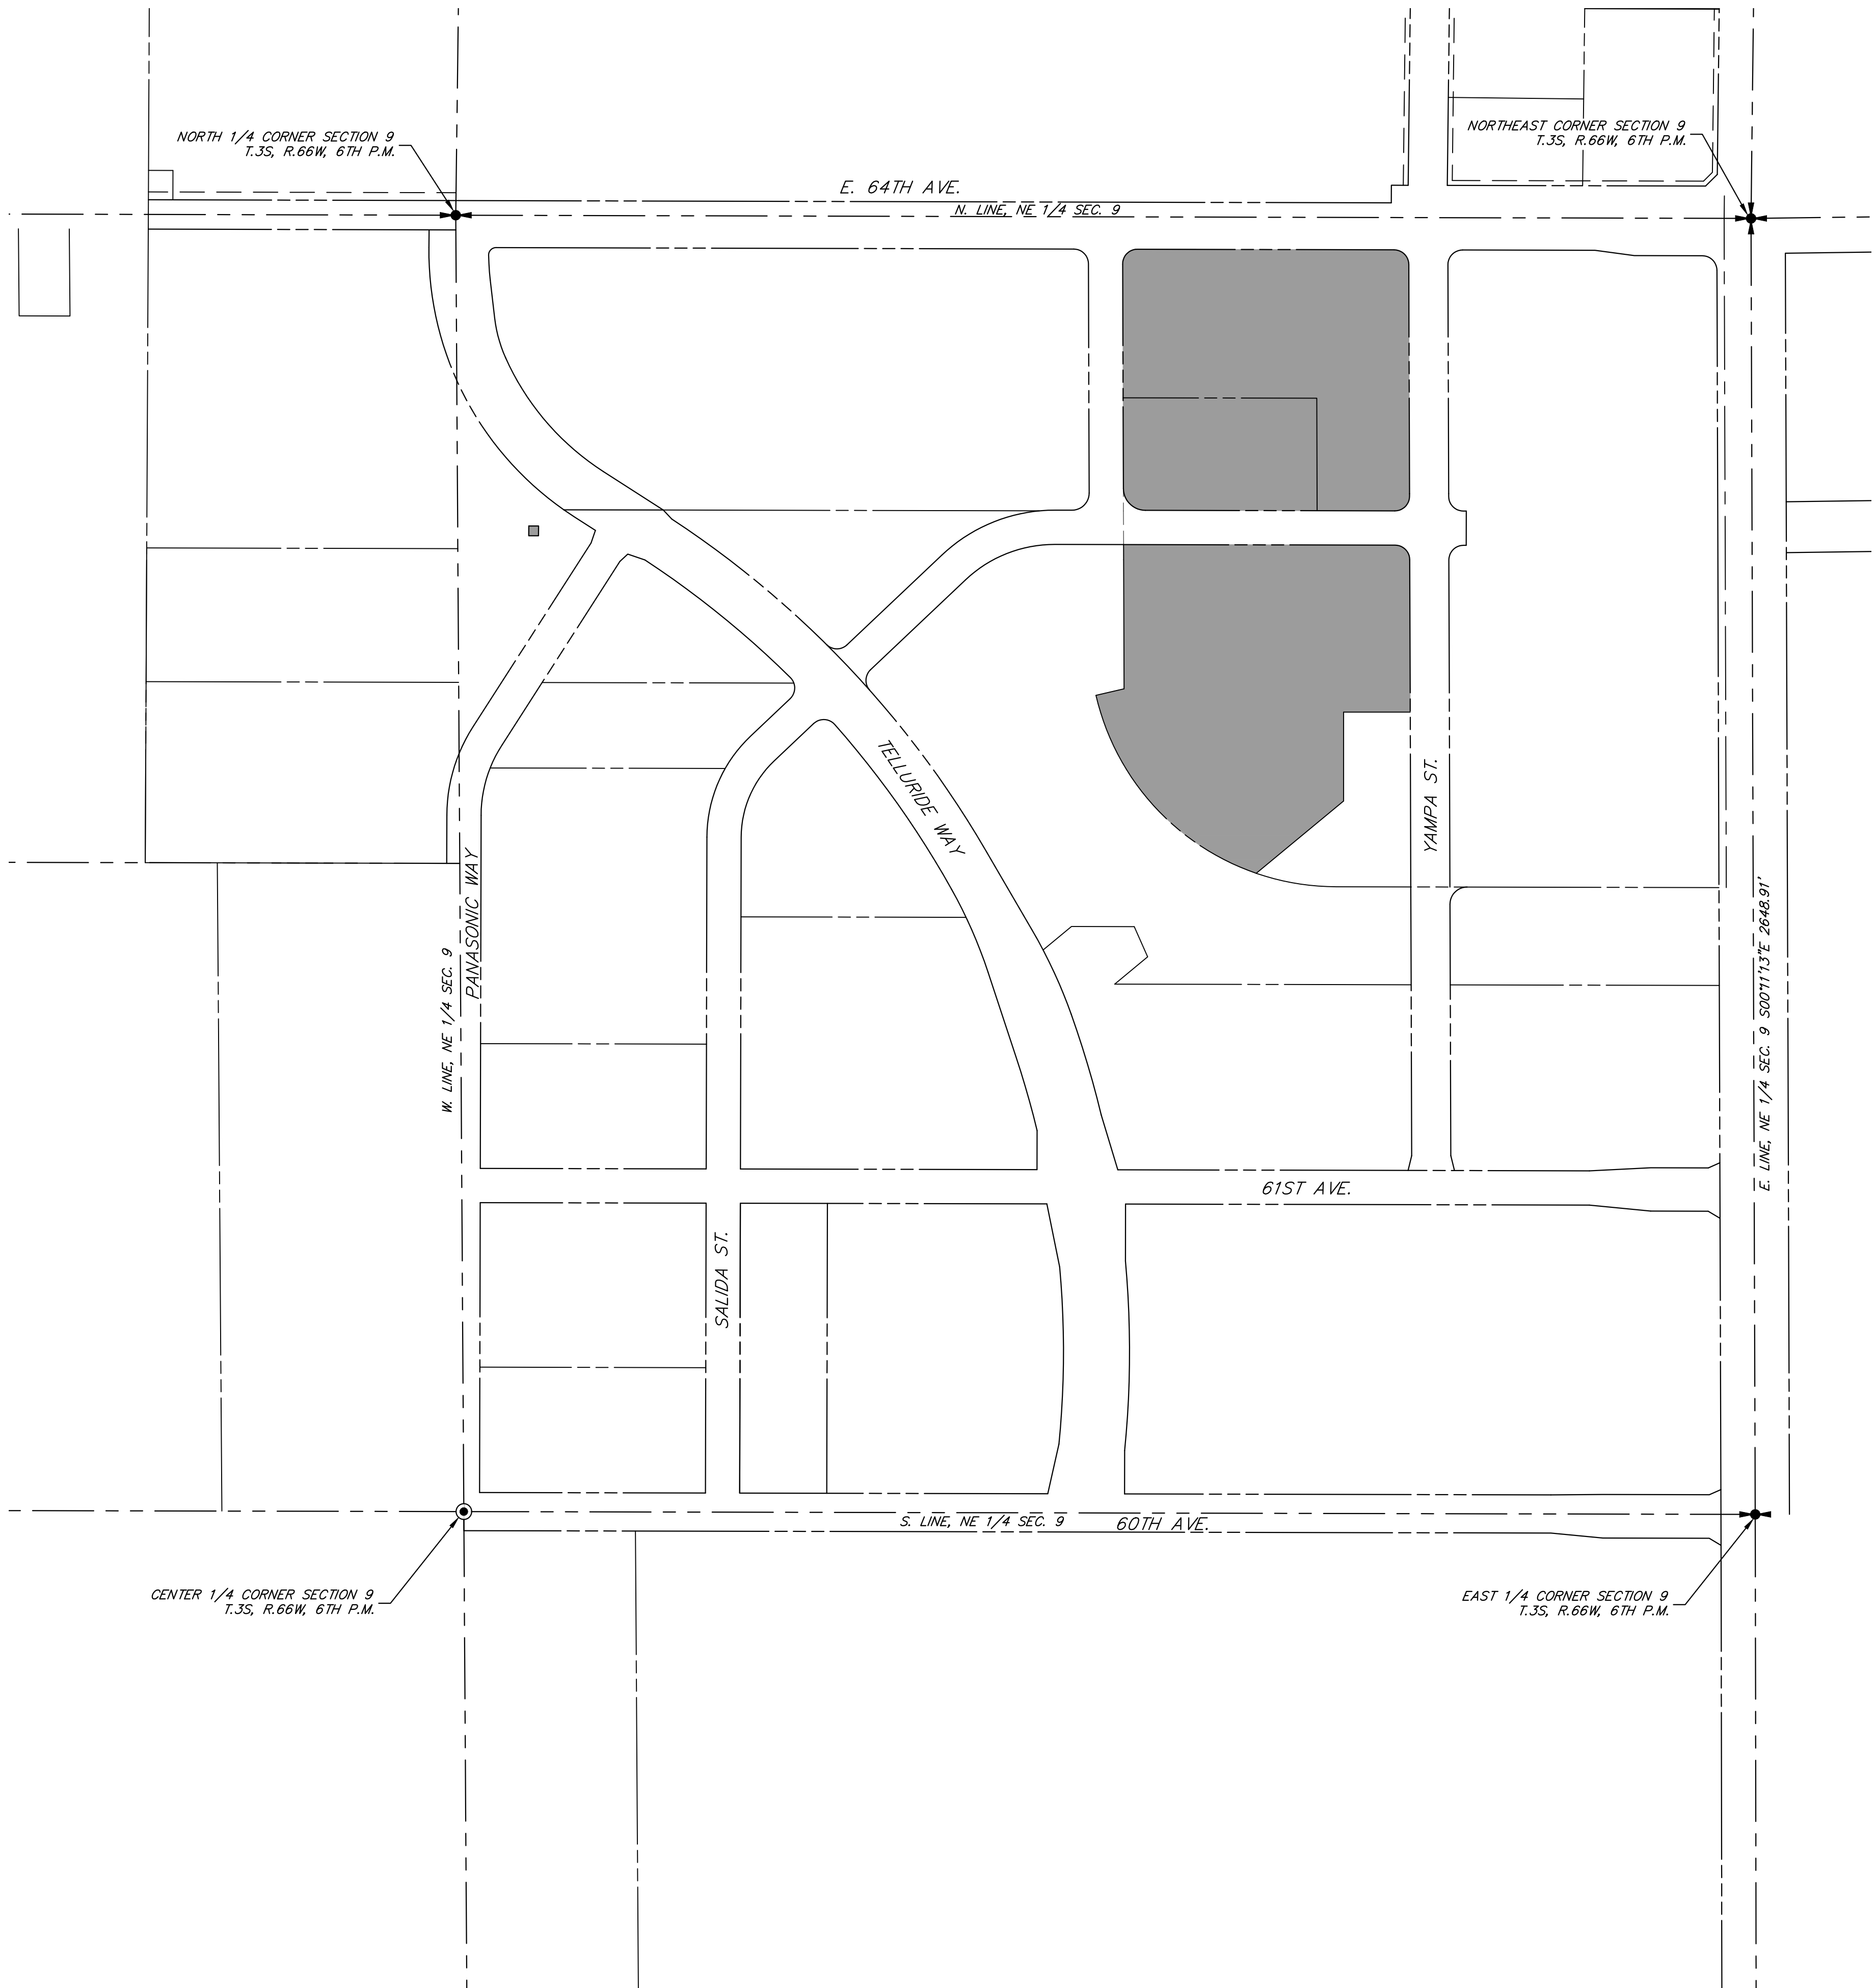 NORTH 1/4 CORNER SECTION 9
T.3S, R.66W, 6TH P.M.
NORTHEAST CORNER SECTION 9
T.3S, R.66W, 6TH P.M.
E. 64TH AVE.
N. LINE, NE 1/4 SEC. 9
TELLURIDE WAY
YAMPA ST.
PANASONIC WAY
W. LINE, NE 1/4 SEC. 9
E. LINE, NE 1/4 SEC. 9 S00°11'13"E 2648.91'
61ST AVE.
SALIDA ST.
S. LINE, NE 1/4 SEC. 9
60TH AVE.
CENTER 1/4 CORNER SECTION 9
T.3S, R.66W, 6TH P.M.
EAST 1/4 CORNER SECTION 9
T.3S, R.66W, 6TH P.M.